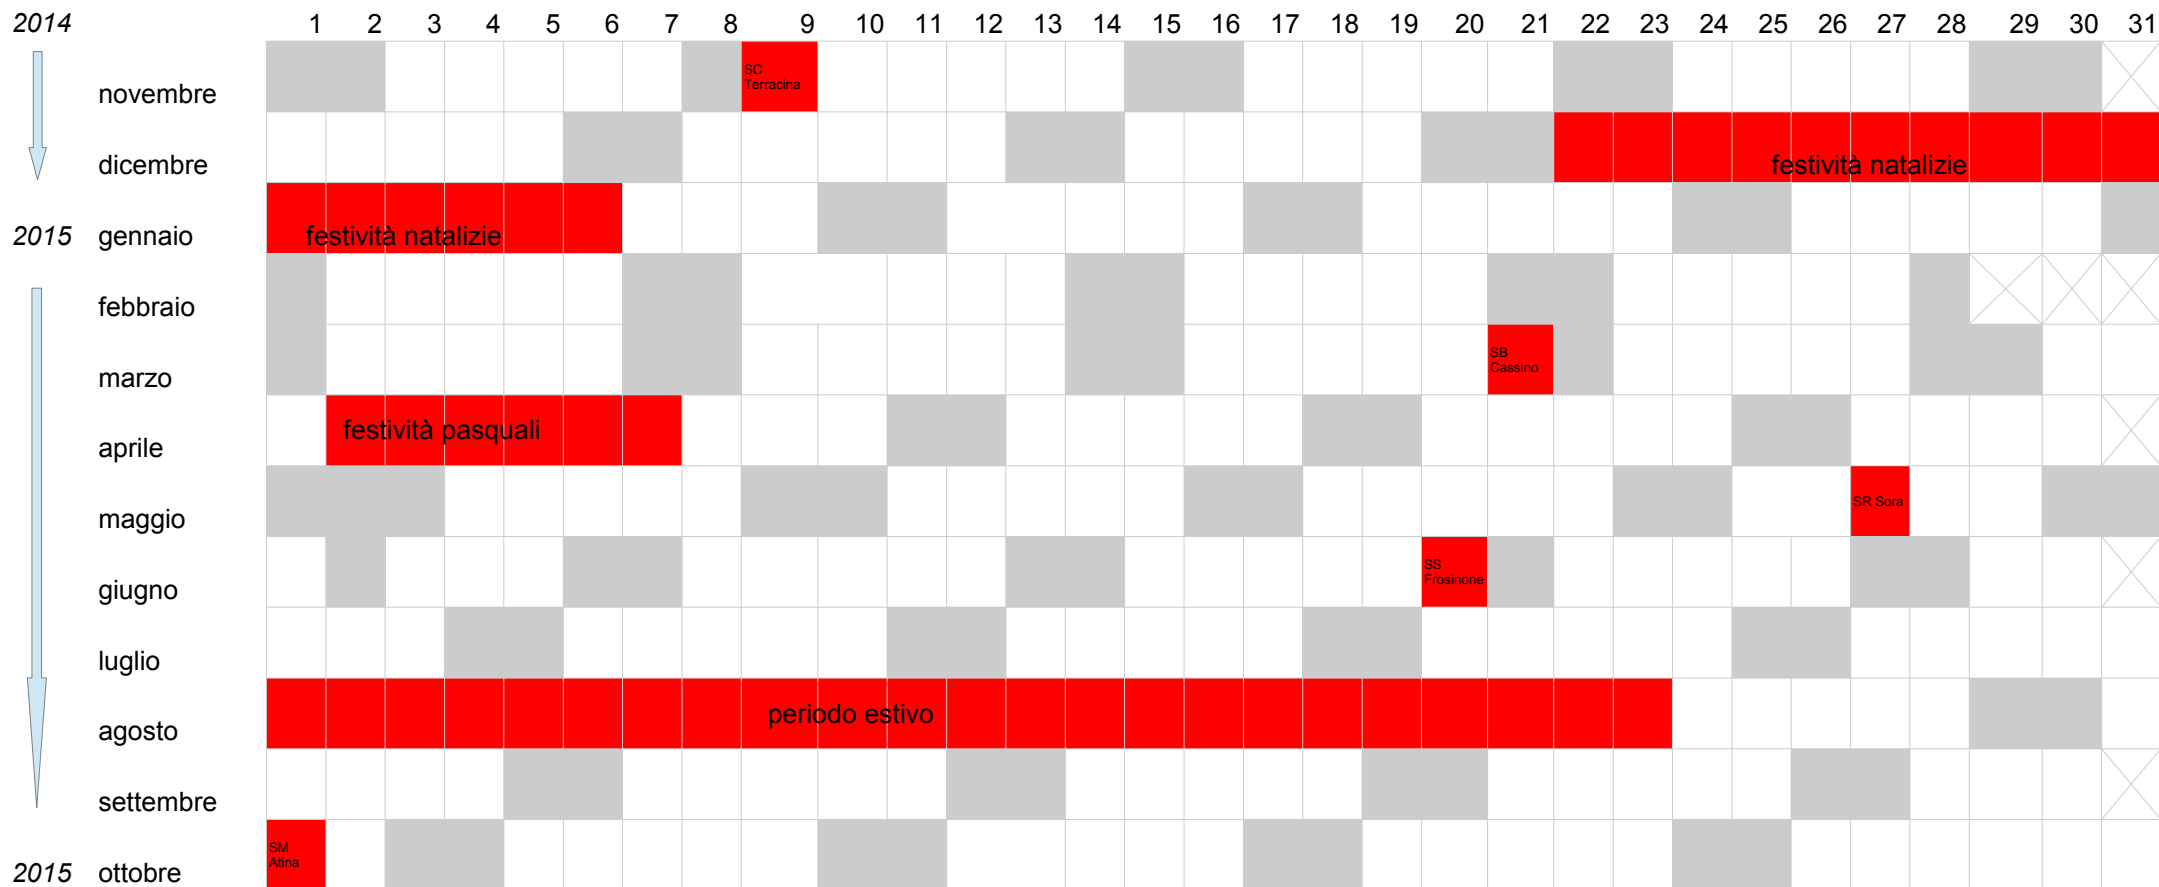 2014 1 2 3 4 5 6 7 8 9 10 11 12 13 14 15 16 17 18 19 20 21 22 23 24 25 26 27 28 29 30 31
novembre SC
Terracina
dicembre festività natalizie
2015 gennaio festività natalizie
febbraio
marzo SB
Cassino
aprile festività pasquali
maggio SR Sora
giugno SS
Frosinone
luglio
agosto periodo estivo
settembre
2015 ottobre SM
Atina